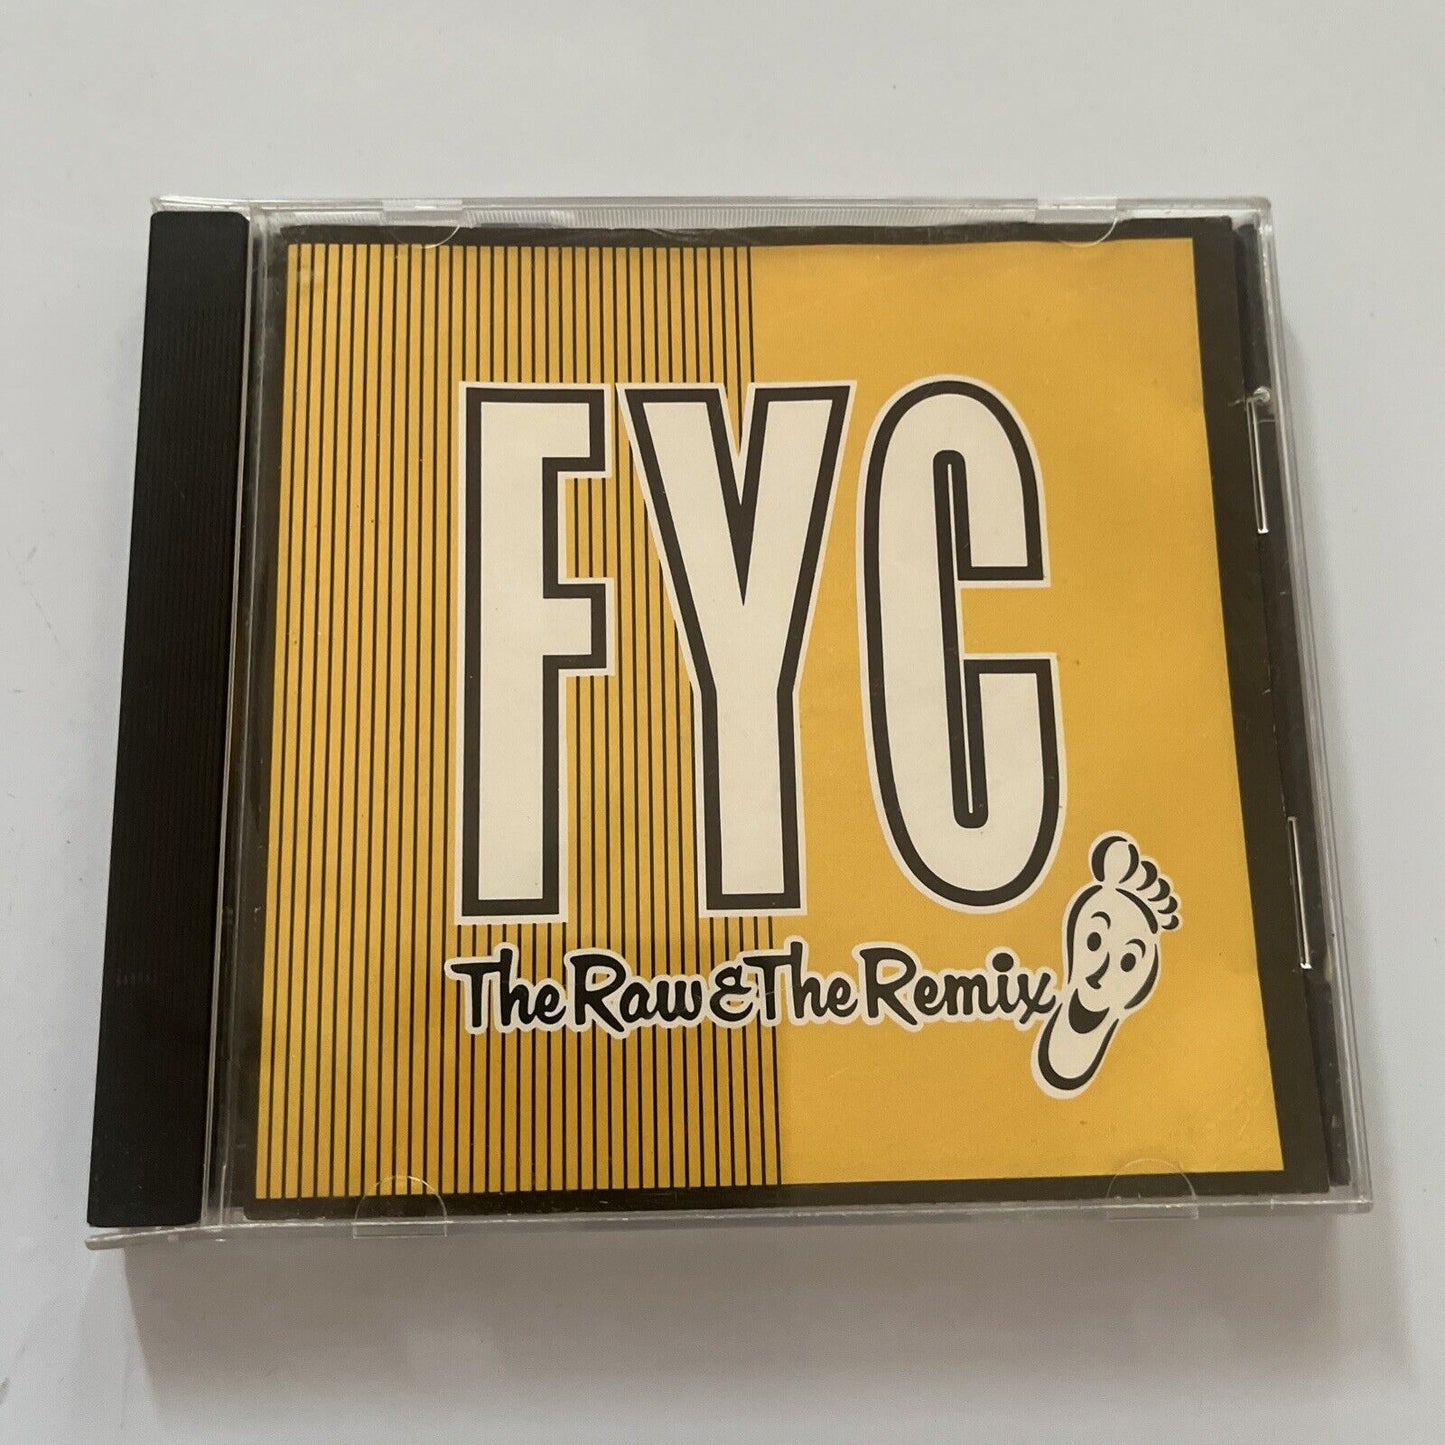 FYC
The Raw & The Remix